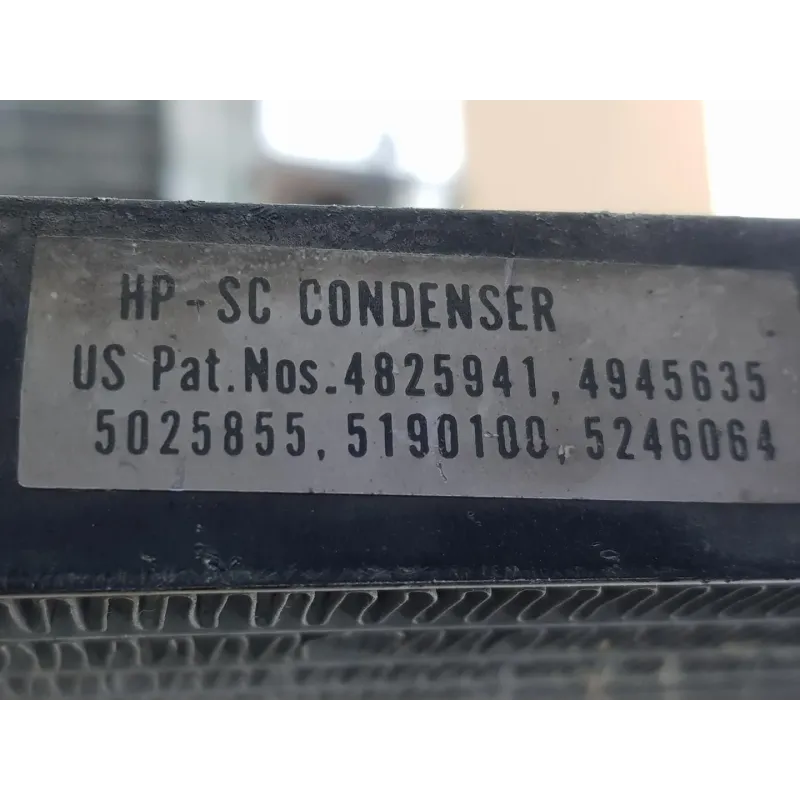 HP-SC CONDENSER
US Pat.Nos.4825941, 4945635
5025855, 5190100, 5246064